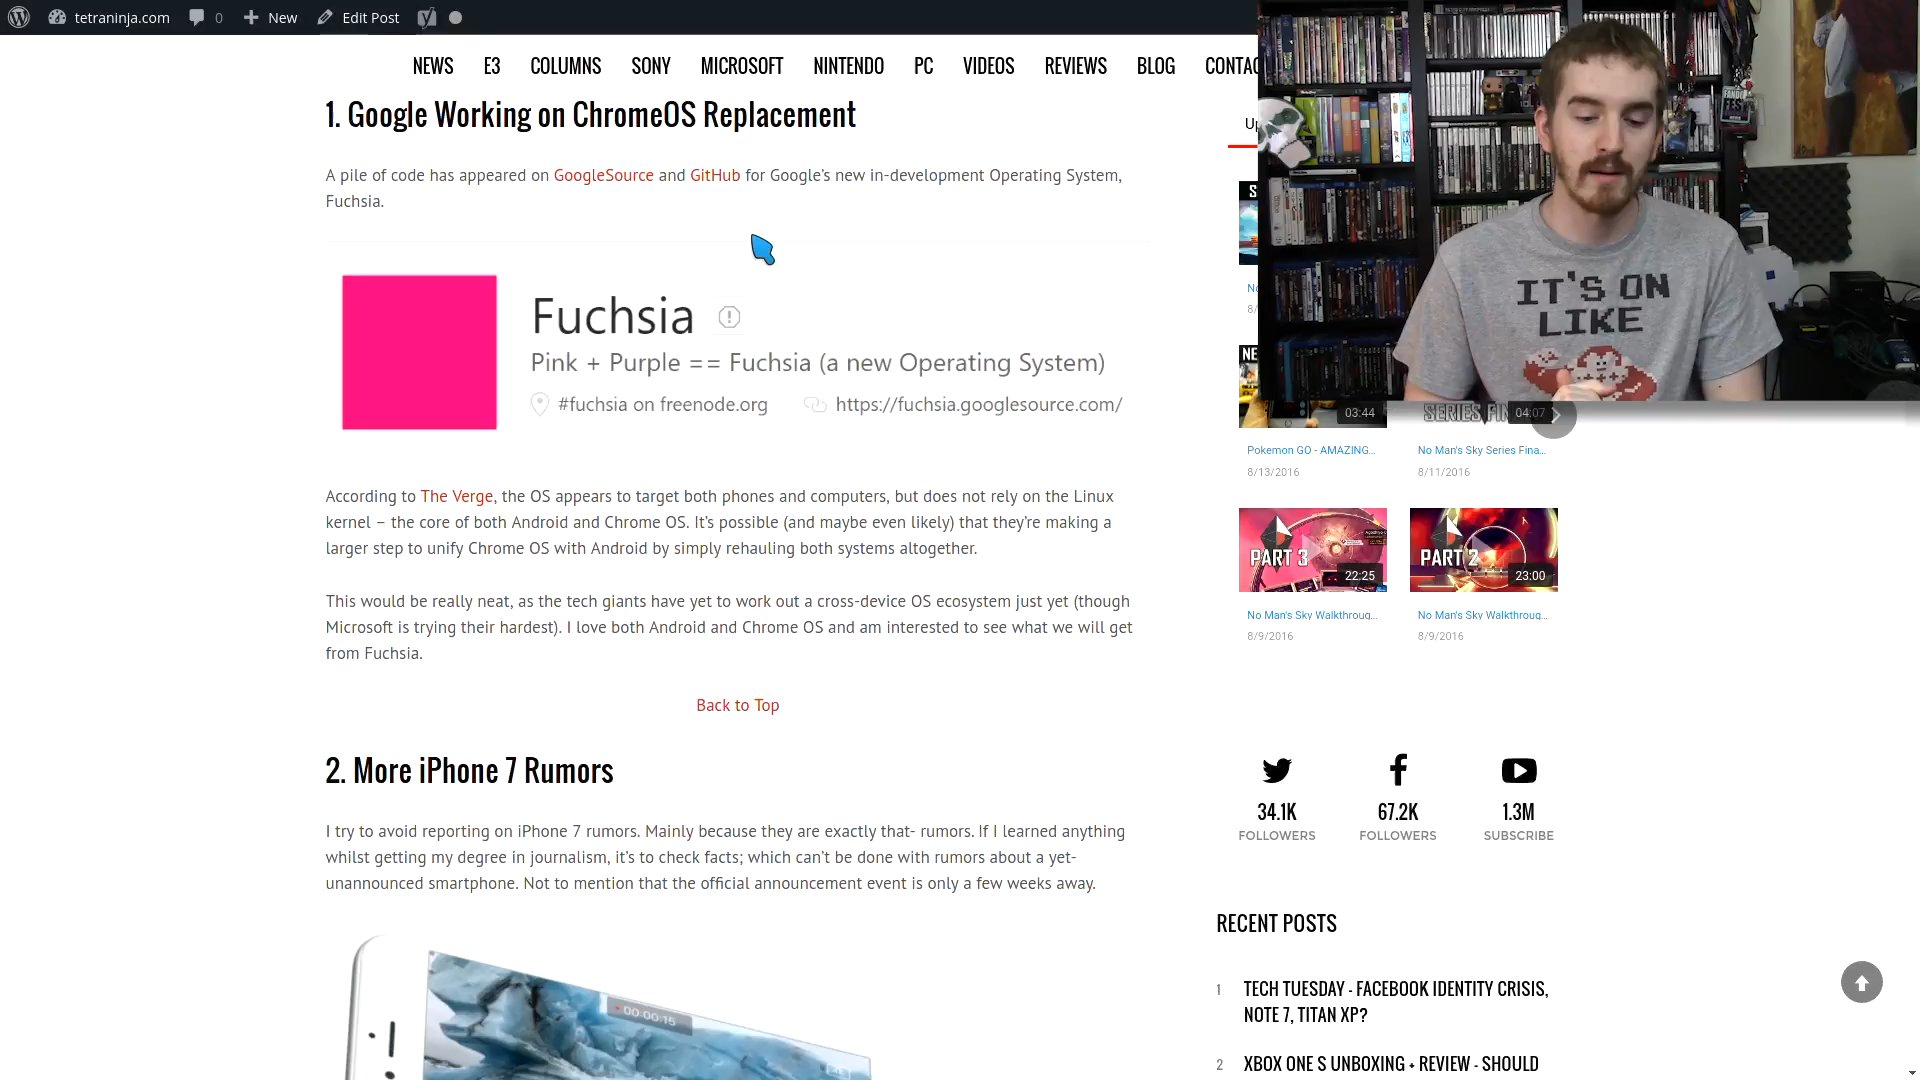 tetraninja.com 0 New Edit Post
NEWS E3 COLUMNS SONY MICROSOFT NINTENDO PC VIDEOS REVIEWS BLOG
1. Google Working on ChromeOS Replacement
A pile of code has appeared on GoogleSource and GitHub for Google's new in-development Operating System,
Fuchsia.
Fuchsia
Pink + Purple == Fuchsia (a new Operating System)
#fuchsia on freenode.org https://fuchsia.googlesource.com/
According to The Verge, the OS appears to target both phones and computers, but does not rely on the Linux
kernel – the core of both Android and Chrome OS. It's possible (and maybe even likely) that they're making a
larger step to unify Chrome OS with Android by simply rehauling both systems altogether.
This would be really neat, as the tech giants have yet to work out a cross-device OS ecosystem just yet (though
Microsoft is trying their hardest). I love both Android and Chrome OS and am interested to see what we will get
from Fuchsia.
Back to Top
2. More iPhone 7 Rumors
I try to avoid reporting on iPhone 7 rumors. Mainly because they are exactly that- rumors. If I learned anything
whilst getting my degree in journalism, it's to check facts; which can't be done with rumors about a yet-
unannounced smartphone. Not to mention that the official announcement event is only a few weeks away.
00:00:15
IT'S ON
LIKE
03:44
SERIES FIN
04:07
Pokemon GO - AMAZING...
8/13/2016
No Man's Sky Series Fina...
8/11/2016
PART 3
22:25
PART 2
23:00
No Man's Sky Walkthroug...
8/9/2016
No Man's Sky Walkthroug...
8/9/2016
34.1K
FOLLOWERS
67.2K
FOLLOWERS
1.3M
SUBSCRIBE
RECENT POSTS
1 TECH TUESDAY - FACEBOOK IDENTITY CRISIS,
NOTE 7, TITAN XP?
2 XBOX ONE S UNBOXING + REVIEW - SHOULD